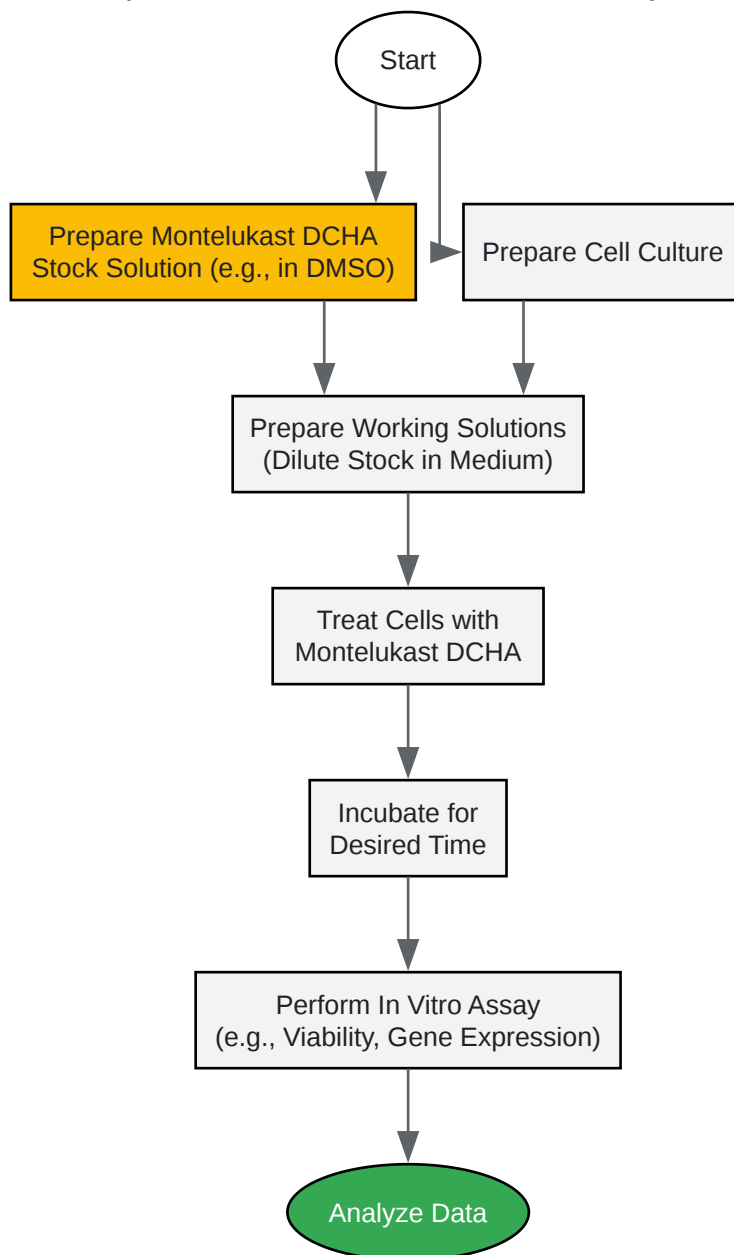 Start
Prepare Montelukast DCHA
Stock Solution (e.g., in DMSO)
Prepare Cell Culture
Prepare Working Solutions
(Dilute Stock in Medium)
Treat Cells with
Montelukast DCHA
Incubate for
Desired Time
Perform In Vitro Assay
(e.g., Viability, Gene Expression)
Analyze Data